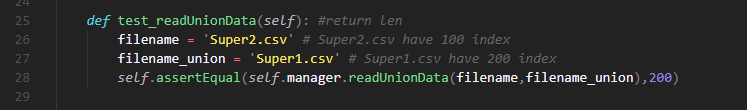 24
25 def test_readUnionData(self): #return len
26 filename = 'Super2.csv' # Super2.csv have 100 index
27 filename_union = 'Super1.csv' # Super1.csv have 200 index
28 self.assertEqual(self.manager.readUnionData(filename,filename_union),200)
29